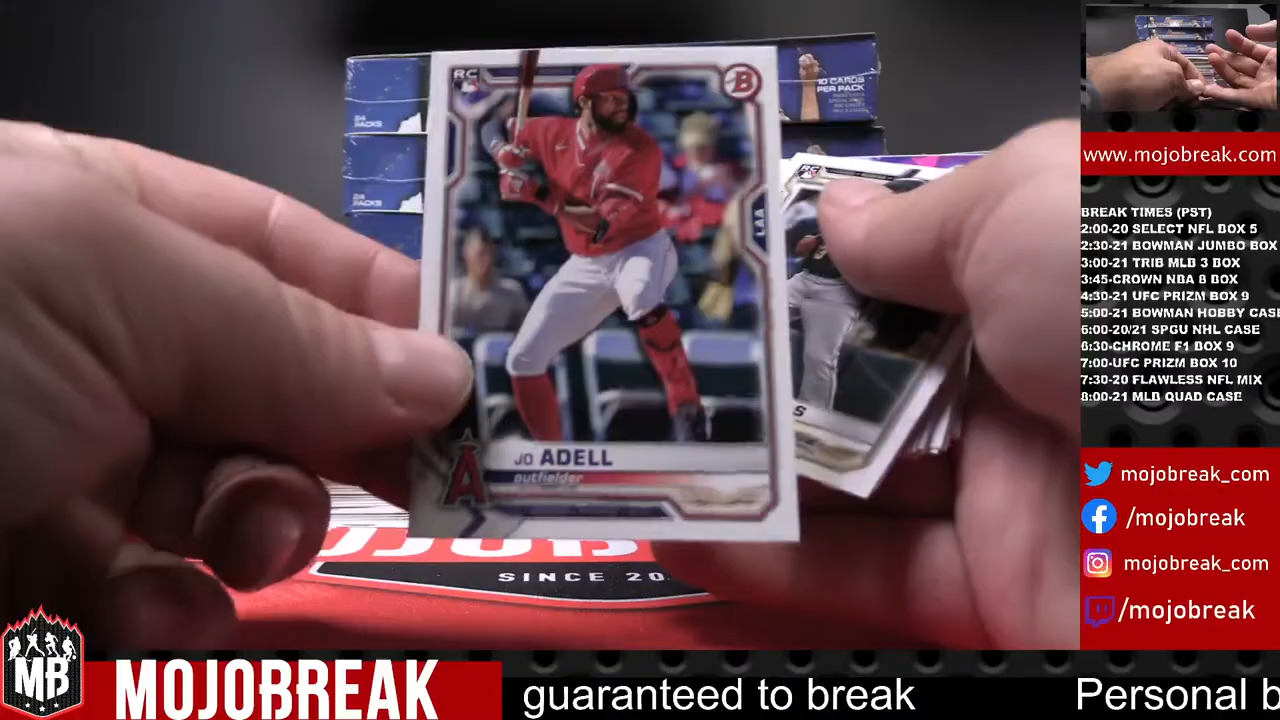 24
PACKS
24
PACKS
10 CARDS
PER PACK
RC
B
LAA
JO ADELL
outfielder
A
RC
S
MOJOB
SINCE 20
www.mojobreak.com
BREAK TIMES (PST)
2:00-20 SELECT NFL BOX 5
2:30-21 BOWMAN JUMBO BOX
3:00-21 TRIB MLB 3 BOX
3:45-CROWN NBA 8 BOX
4:30-21 UFC PRIZM BOX 9
5:00-21 BOWMAN HOBBY CASE
6:00-20/21 SPGU NHL CASE
6:30-CHROME F1 BOX 9
7:00-UFC PRIZM BOX 10
7:30-20 FLAWLESS NFL MIX
8:00-21 MLB QUAD CASE
mojobreak_com
/mojobreak
mojobreak_com
/mojobreak
MB
MOJOBREAK
guaranteed to break
Personal b